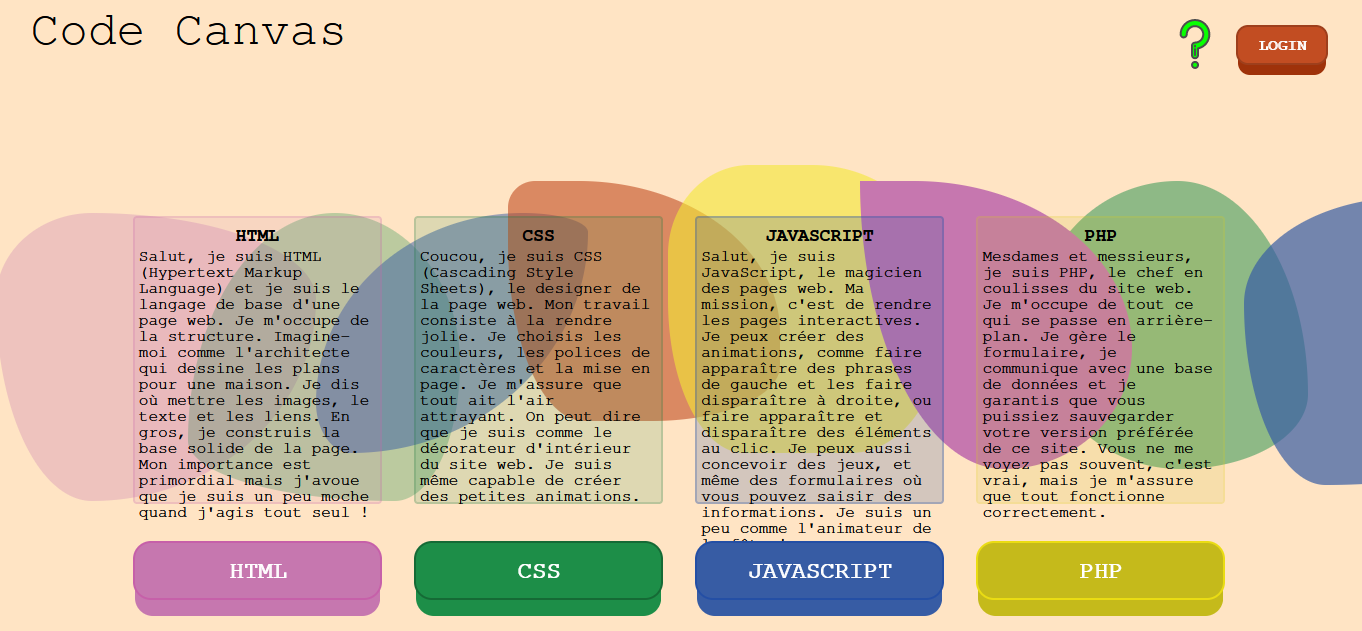 Code Canvas
LOGIN
HTML
Salut, je suis HTML
(Hypertext Markup
Language) et je suis le
langage de base d'une
page web. Je m'occupe de
la structure. Imagine-
moi comme l'architecte
qui dessine les plans
pour une maison. Je dis
où mettre les images, le
texte et les liens. En
gros, je construis la
base solide de la page.
Mon importance est
primordial mais j'avoue
que je suis un peu moche
quand j'agis tout seul !
CSS
Coucou, je suis CSS
(Cascading Style
Sheets), le designer de
la page web. Mon travail
consiste à la rendre
jolie. Je choisis les
couleurs, les polices de
caractères et la mise en
page. Je m'assure que
tout ait l'air
attrayant. On peut dire
que je suis comme le
décorateur d'intérieur
du site web. Je suis
même capable de créer
des petites animations.
JAVASCRIPT
Salut, je suis
JavaScript, le magicien
des pages web. Ma
mission, c'est de rendre
les pages interactives.
Je peux créer des
animations, comme faire
apparaître des phrases
de gauche et les faire
disparaître à droite, ou
faire apparaître et
disparaître des éléments
au clic. Je peux aussi
concevoir des jeux, et
même des formulaires où
vous pouvez saisir des
informations. Je suis un
peu comme l'animateur de
PHP
Mesdames et messieurs,
je suis PHP, le chef en
coulisses du site web.
Je m'occupe de tout ce
qui se passe en arrière-
plan. Je gère le
formulaire, je
communique avec une base
de données et je
garantis que vous
puissiez sauvegarder
votre version préférée
de ce site. Vous ne me
voyez pas souvent, c'est
vrai, mais je m'assure
que tout fonctionne
correctement.
HTML
CSS
JAVASCRIPT
PHP